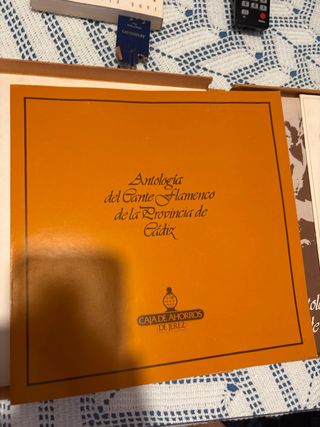 Antología
del Cante Flamenco
de la Provincia de
Cádiz
CAJA DE AHORROS
DE JEREZ